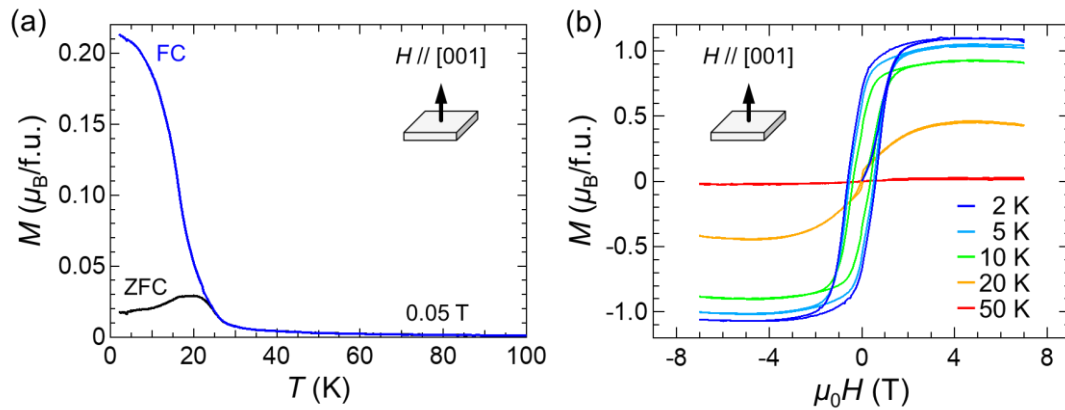 (a)
0.20
0.15
0.10
0.05
0
M (μB/f.u.)
FC
ZFC
H // [001]
0.05 T
0 20 40 60 80 100
T (K)
(b)
1.0
0.5
0
-0.5
-1.0
M (μB/f.u.)
H // [001]
2 K
5 K
10 K
20 K
50 K
-8 -4 0 4 8
μ0H (T)